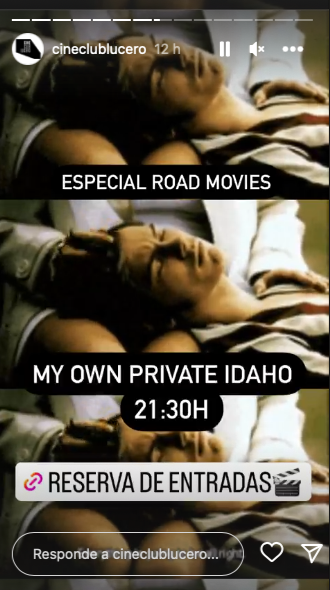 cineclublucero 12 h
ESPECIAL ROAD MOVIES
MY OWN PRIVATE IDAHO
21:30H
RESERVA DE ENTRADAS
Responde a cineclublucero...